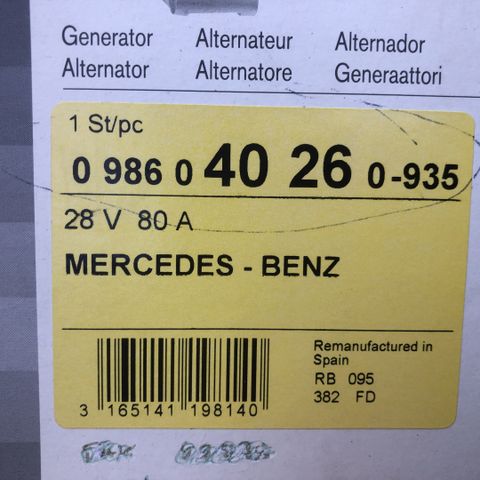 Generator Alternateur Alternador
Alternator Alternatore Generaattori
1 St/pc
0 986 0 40 26 0-935
28 V 80 A
MERCEDES - BENZ
Remanufactured in
Spain
RB 095
382 FD
3 165141 198140